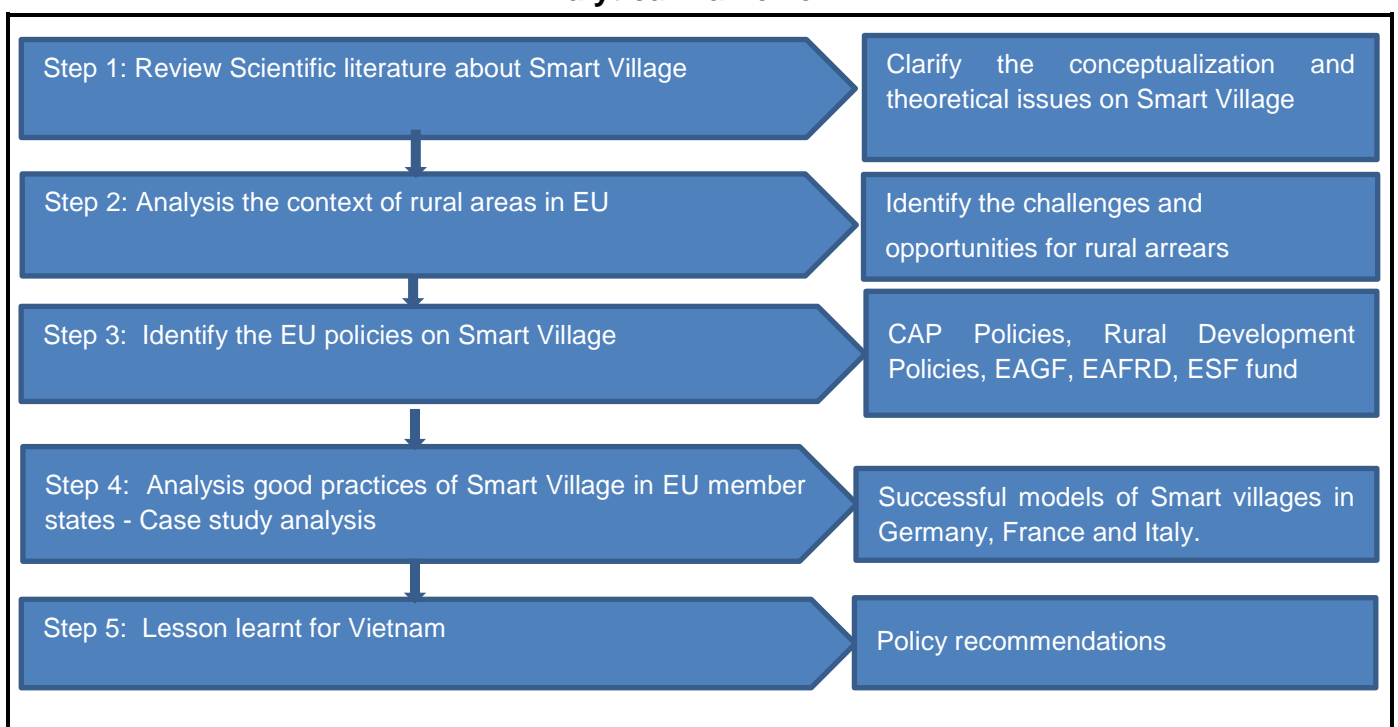 Step 1: Review Scientific literature about Smart Village
Clarify the conceptualization and
theoretical issues on Smart Village
Step 2: Analysis the context of rural areas in EU
Identify the challenges and
opportunities for rural arrears
Step 3: Identify the EU policies on Smart Village
CAP Policies, Rural Development
Policies, EAGF, EAFRD, ESF fund
Step 4: Analysis good practices of Smart Village in EU member
states - Case study analysis
Successful models of Smart villages in
Germany, France and Italy.
Step 5: Lesson learnt for Vietnam
Policy recommendations